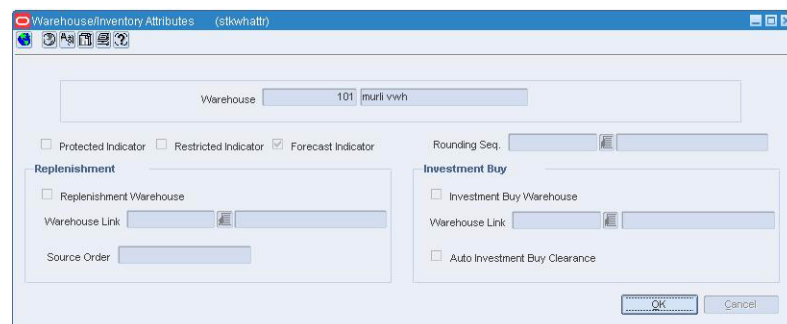 Warehouse/Inventory Attributes (stkwhattr)
Warehouse 101 murli vwh
Protected Indicator Restricted Indicator Forecast Indicator Rounding Seq.
Replenishment Investment Buy
Replenishment Warehouse Investment Buy Warehouse
Warehouse Link Warehouse Link
Source Order Auto Investment Buy Clearance
OK Cancel